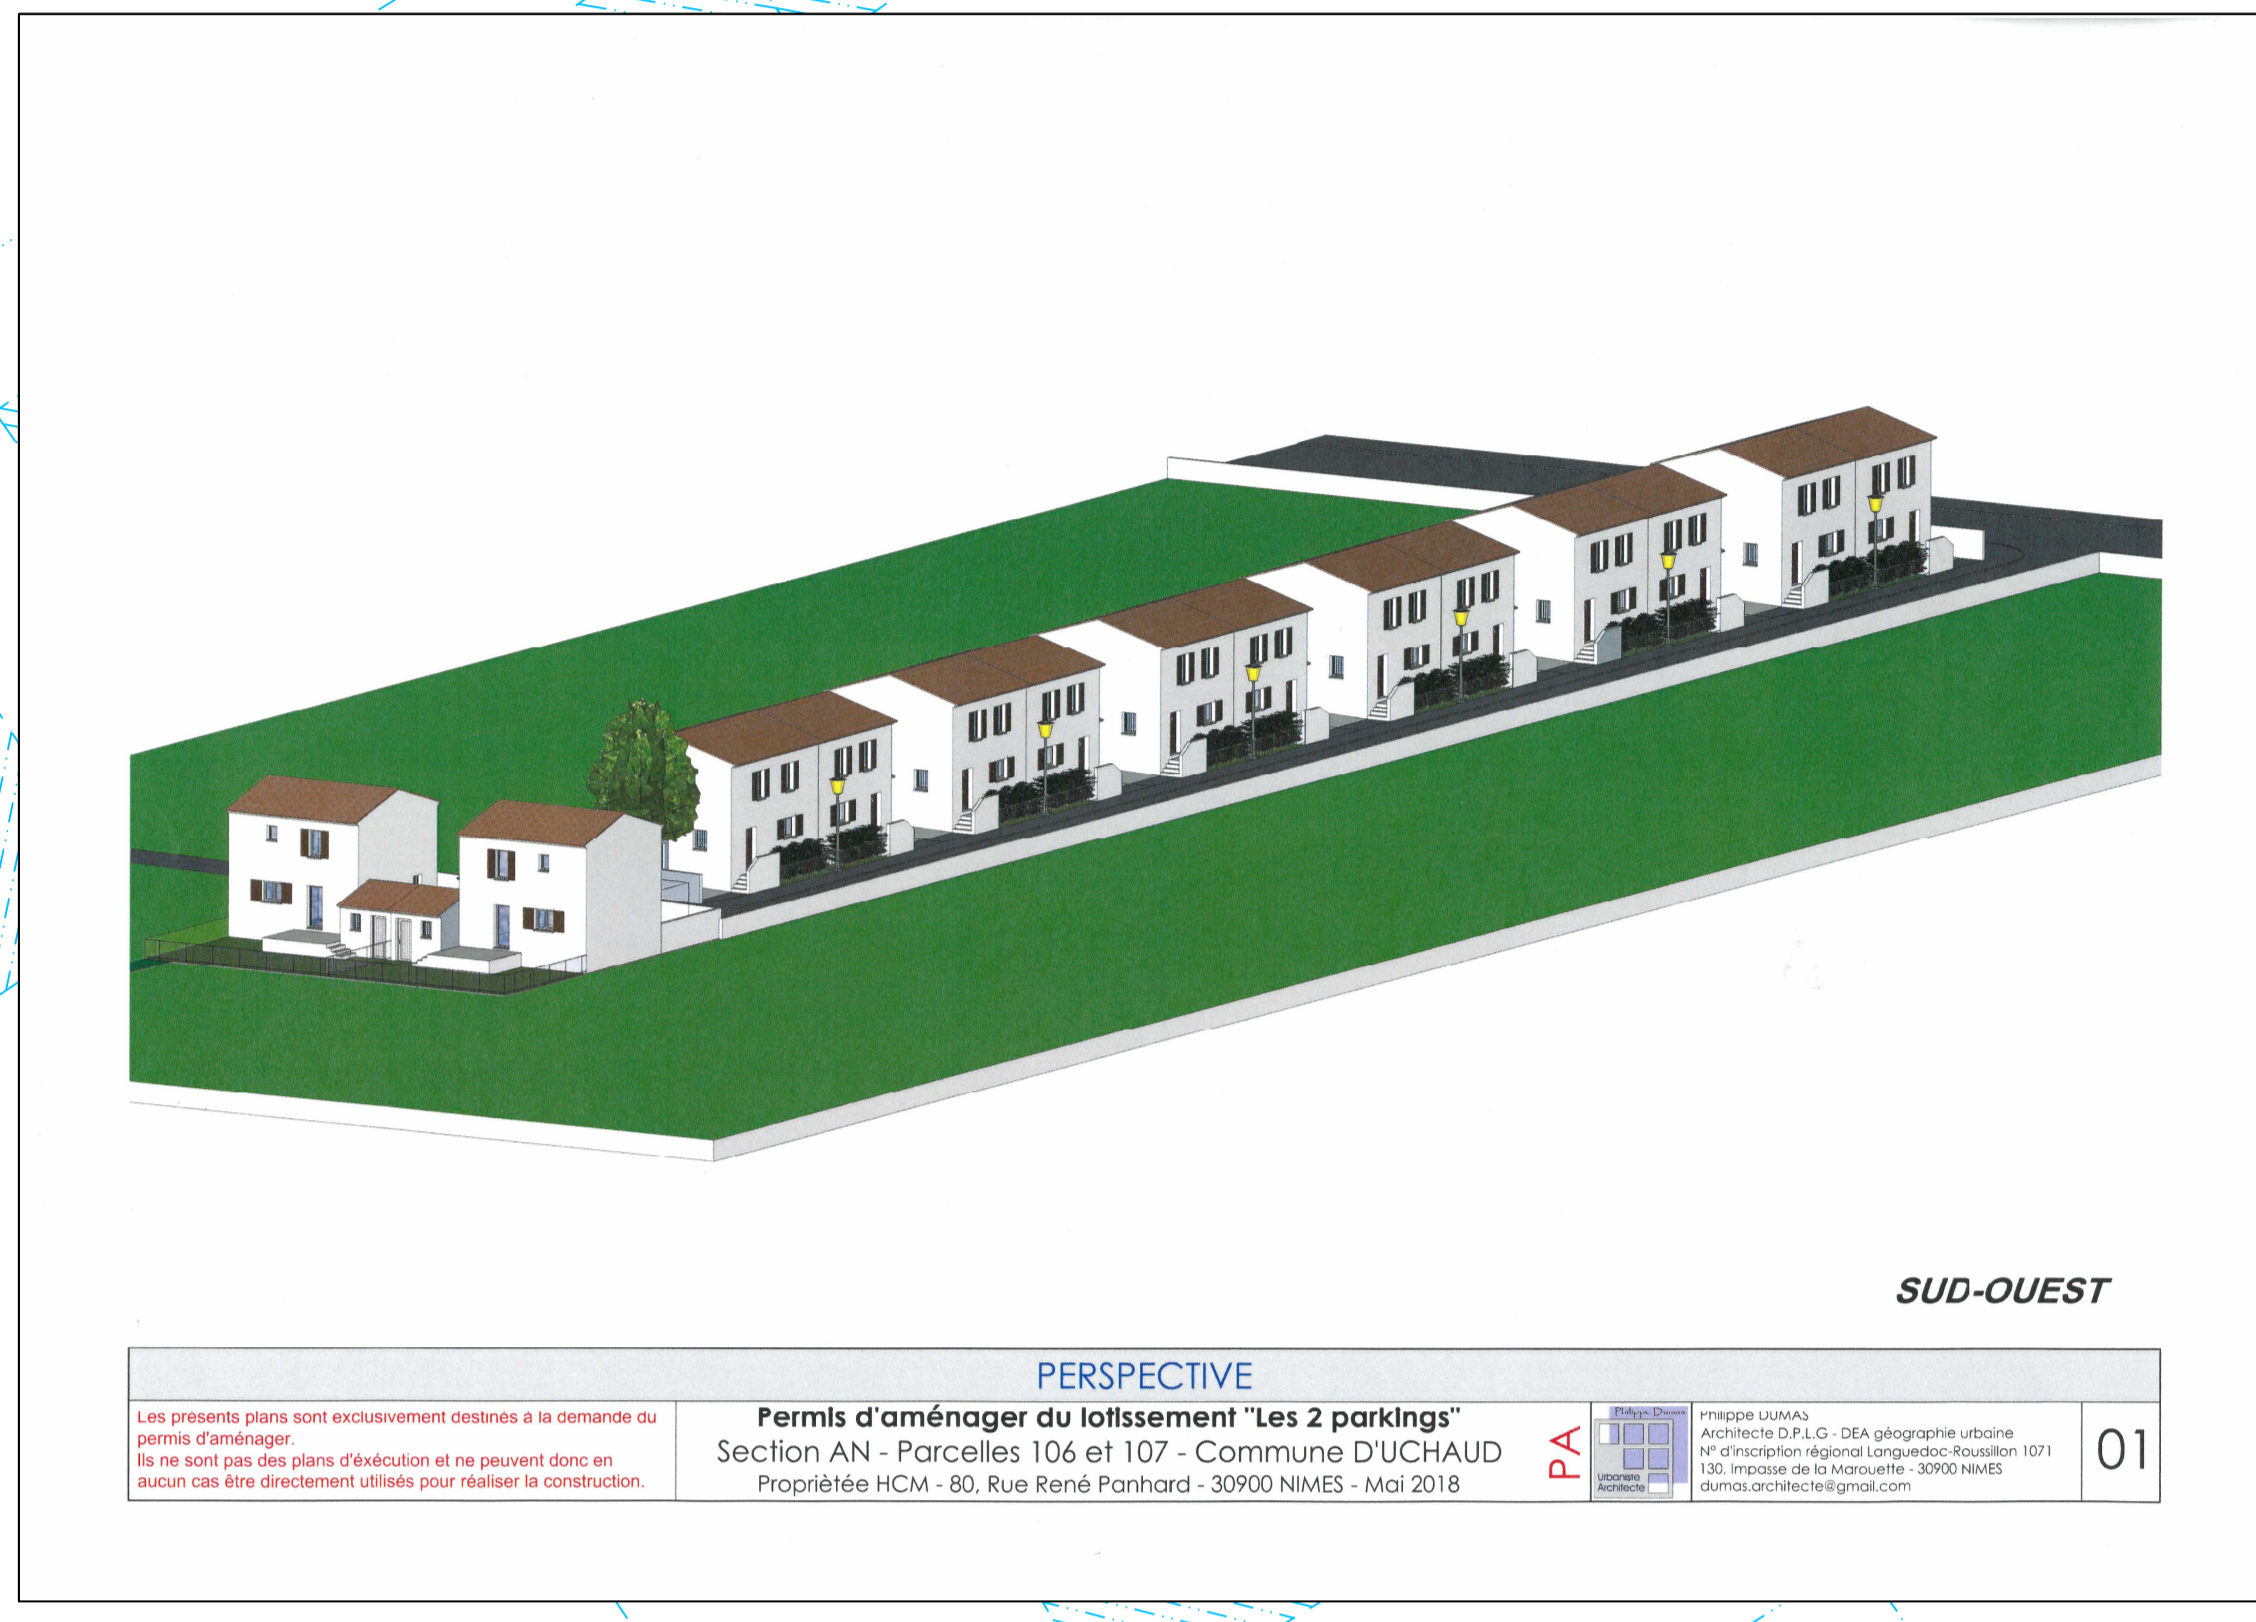 SUD-OUEST
PERSPECTIVE
Les présents plans sont exclusivement destinés à la demande du
permis d'aménager.
Ils ne sont pas des plans d'éxécution et ne peuvent donc en
aucun cas être directement utilisés pour réaliser la construction.
Permis d'aménager du lotissement "Les 2 parkings"
Section AN - Parcelles 106 et 107 - Commune D'UCHAUD
Propriètée HCM - 80, Rue René Panhard - 30900 NIMES - Mai 2018
PA
Philippe Dumas
Urbaniste
Architecte
Philippe DUMAS
Architecte D.P.L.G - DEA géographie urbaine
N° d'inscription régional Languedoc-Roussillon 1071
130, Impasse de la Marouette - 30900 NIMES
dumas.architecte@gmail.com
01